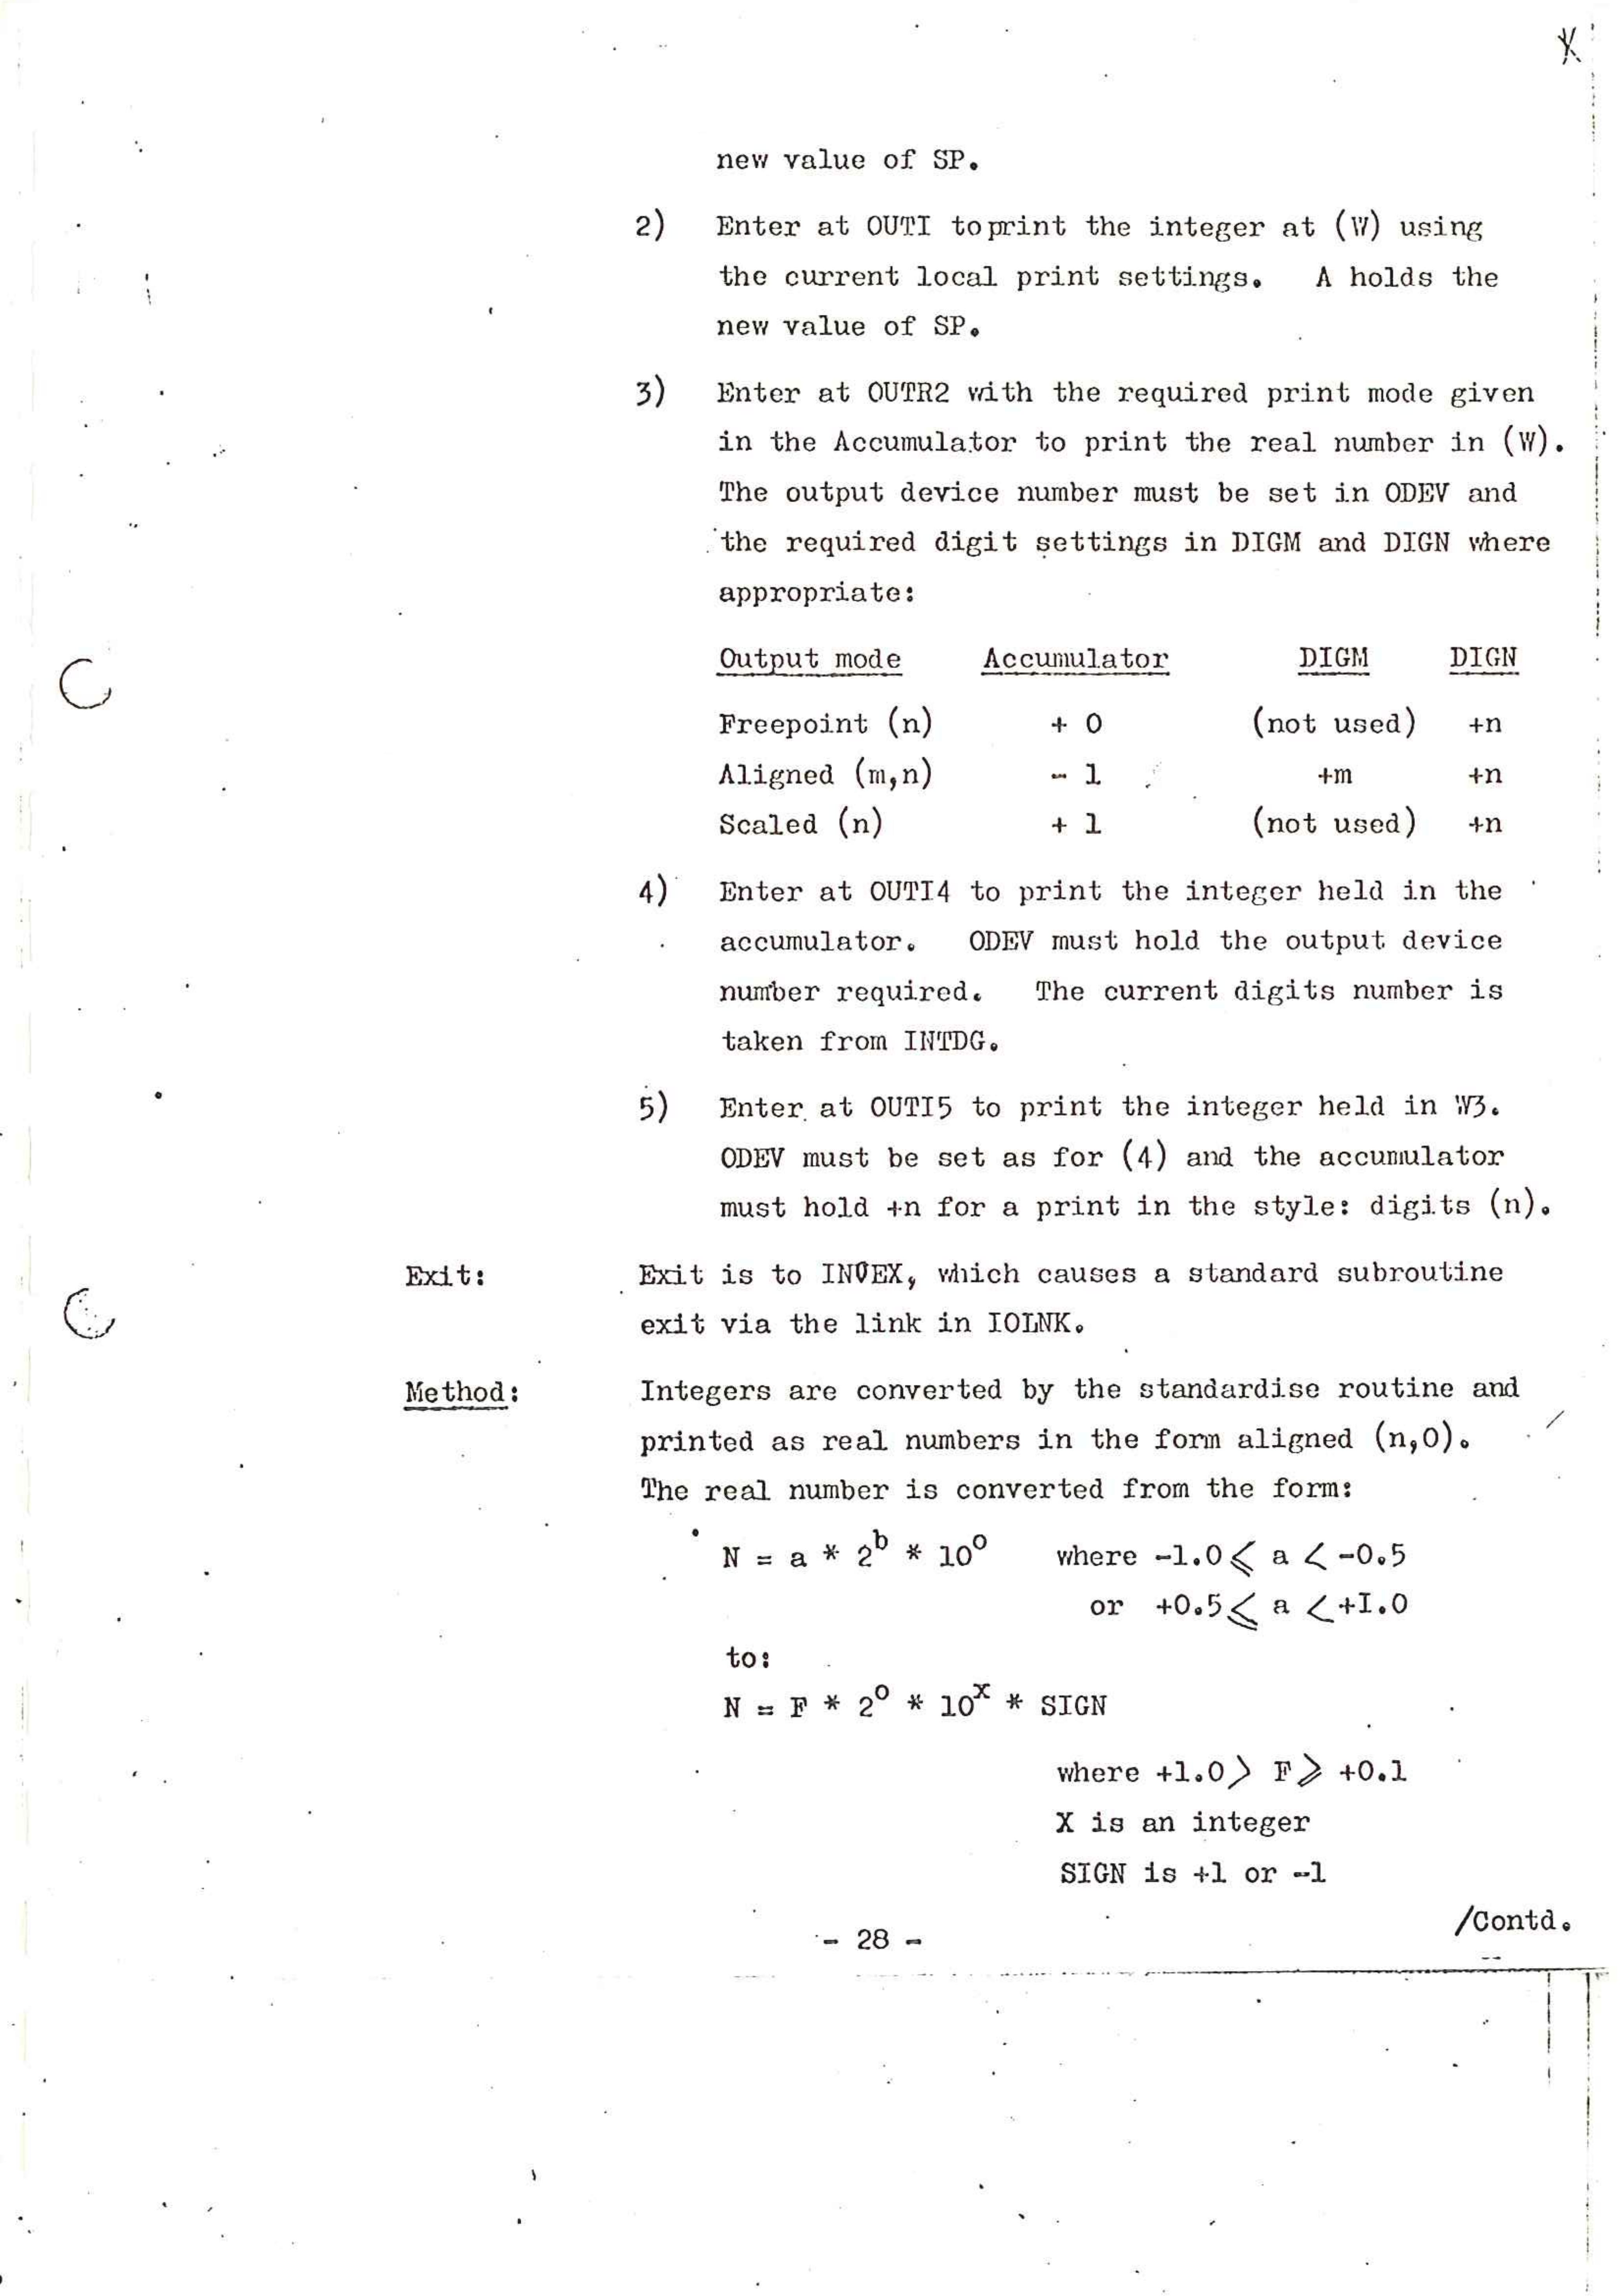 new value of SP.
2) Enter at OUTI to print the integer at (W) using
the current local print settings. A holds the
new value of SP.
3) Enter at OUTR2 with the required print mode given
in the Accumulator to print the real number in (W).
The output device number must be set in ODEV and
the required digit settings in DIGM and DIGN where
appropriate:
Output mode Accumulator DIGM DIGN
Freepoint (n) + 0 (not used) +n
Aligned (m,n) - 1 +m +n
Scaled (n) + 1 (not used) +n
4) Enter at OUTI4 to print the integer held in the
accumulator. ODEV must hold the output device
number required. The current digits number is
taken from INTDG.
5) Enter at OUTI5 to print the integer held in W3.
ODEV must be set as for (4) and the accumulator
must hold +n for a print in the style: digits (n).
Exit: Exit is to INOEX, which causes a standard subroutine
exit via the link in IOLNK.
Method: Integers are converted by the standardise routine and
printed as real numbers in the form aligned (n,0).
The real number is converted from the form:
N = a * 2^b * 10^0 where -1.0 ⩽ a < -0.5
or +0.5 ⩽ a < +I.0
to:
N = F * 2^0 * 10^x * SIGN
where +1.0 > F ⩾ +0.1
X is an integer
SIGN is +1 or -1
/Contd.
- 28 -